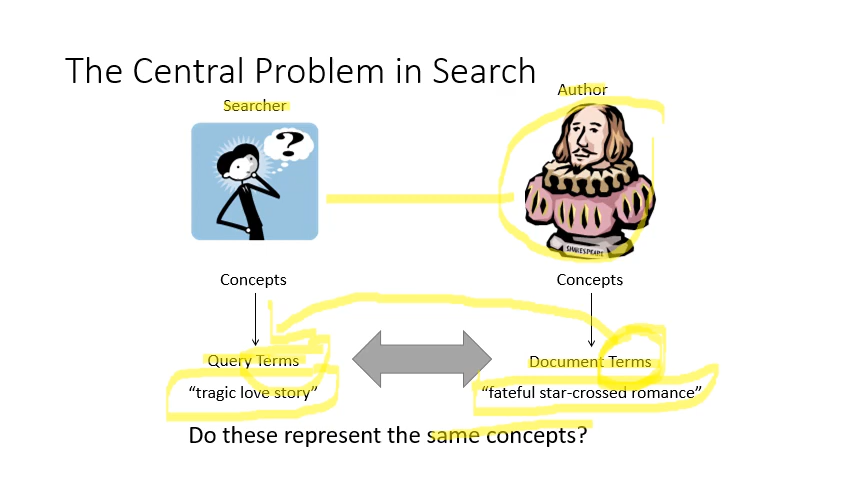 The Central Problem in Search
Searcher
Author
SHAKESPEARE
Concepts
Concepts
Query Terms
Document Terms
“tragic love story”
“fateful star-crossed romance”
Do these represent the same concepts?